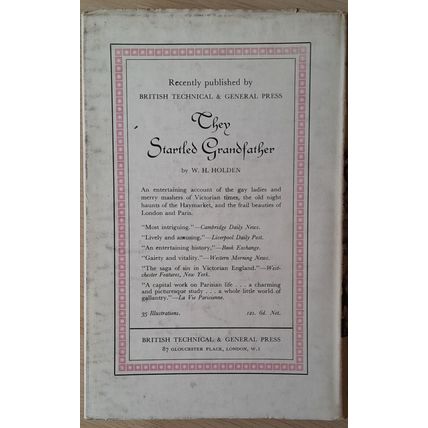 Recently published by
BRITISH TECHNICAL & GENERAL PRESS
They
Startled Grandfather
by W. H. HOLDEN
An entertaining account of the gay ladies and
merry mashers of Victorian times, the old night
haunts of the Haymarket, and the frail beauties of
London and Paris.
"Most intriguing."—Cambridge Daily News.
"Lively and amusing."—Liverpool Daily Post.
"An entertaining history."—Book Exchange.
"Gaiety and vitality."—Western Morning News.
"The saga of sin in Victorian England."—West-
chester Features, New York.
"A capital work on Parisian life . . . a charming
and picturesque study . . . a whole little world of
gallantry."—La Vie Parisienne.
35 Illustrations. 12s. 6d. Net.
BRITISH TECHNICAL & GENERAL PRESS
87 GLOUCESTER PLACE, LONDON, W.1